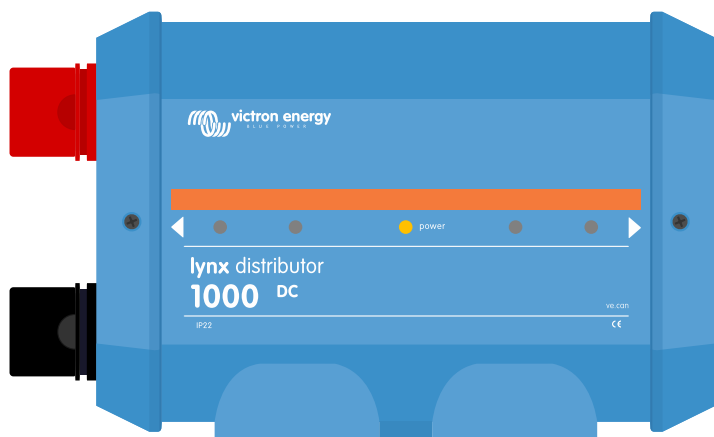 victron energy
BLUE POWER
power
lynx distributor
1000 DC
ve.can
IP22
CE